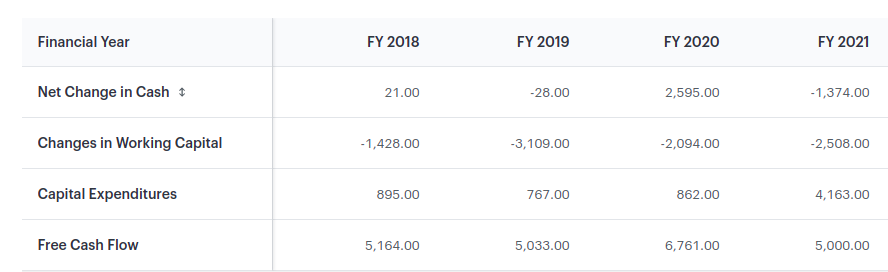 Financial Year FY 2018 FY 2019 FY 2020 FY 2021
Net Change in Cash ⇕ 21.00 -28.00 2,595.00 -1,374.00
Changes in Working Capital -1,428.00 -3,109.00 -2,094.00 -2,508.00
Capital Expenditures 895.00 767.00 862.00 4,163.00
Free Cash Flow 5,164.00 5,033.00 6,761.00 5,000.00